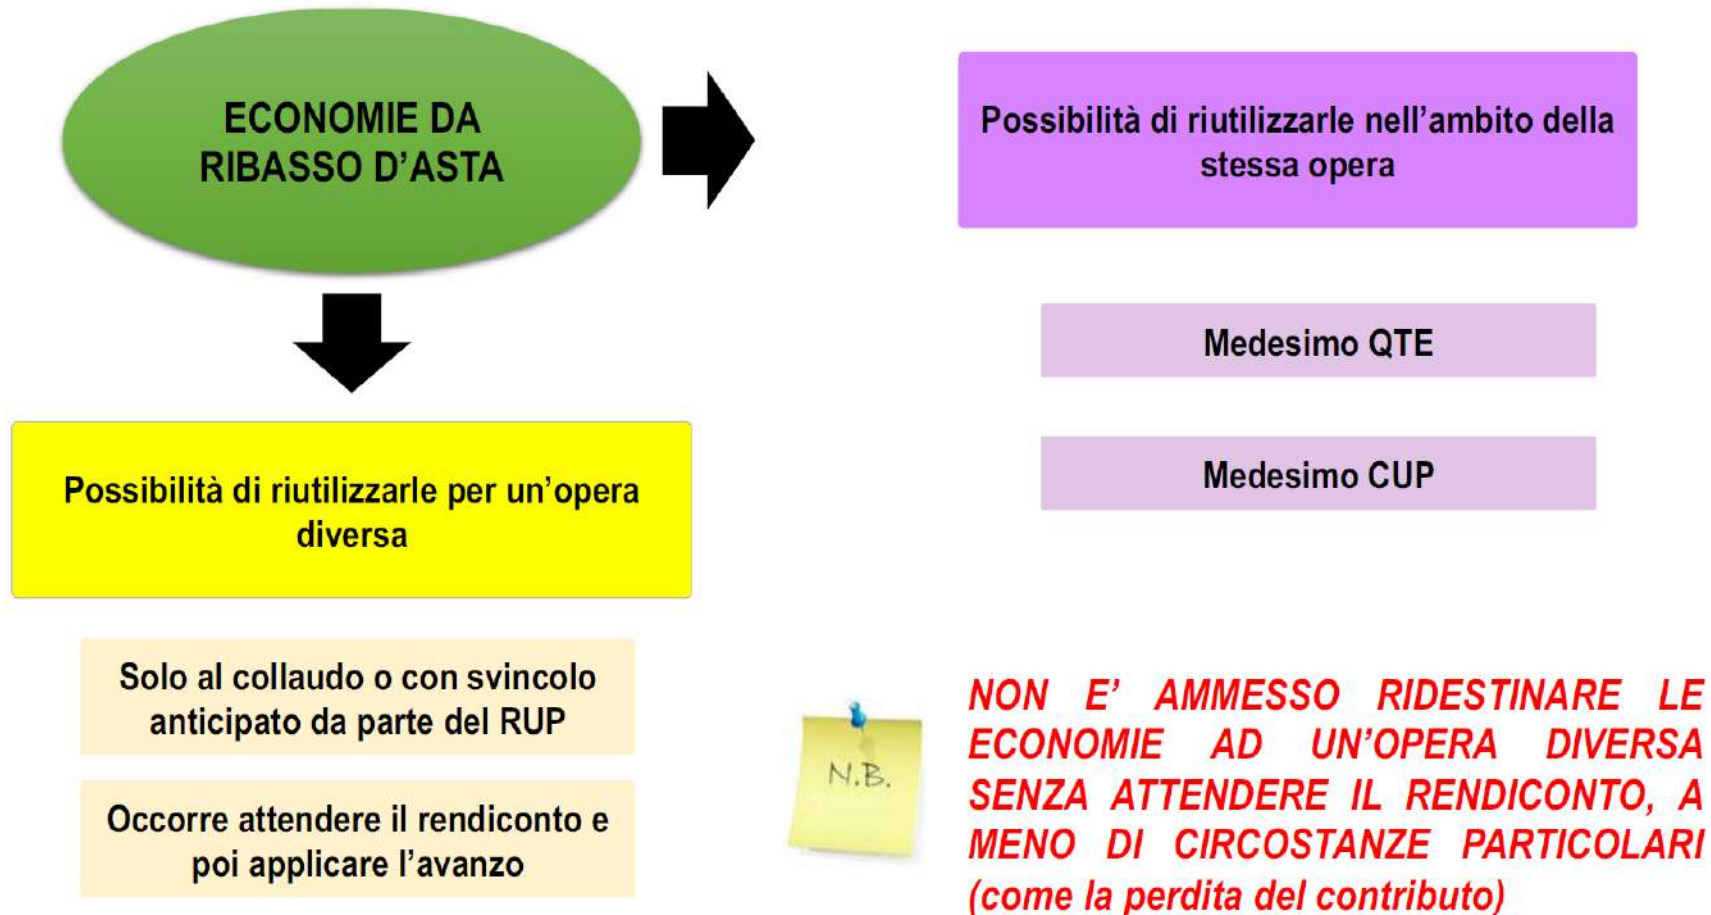 ECONOMIE DA
RIBASSO D’ASTA
Possibilità di riutilizzarle nell’ambito della
stessa opera
Medesimo QTE
Medesimo CUP
Possibilità di riutilizzarle per un’opera
diversa
Solo al collaudo o con svincolo
anticipato da parte del RUP
Occorre attendere il rendiconto e
poi applicare l’avanzo
N.B.
NON E’ AMMESSO RIDESTINARE LE
ECONOMIE AD UN’OPERA DIVERSA
SENZA ATTENDERE IL RENDICONTO, A
MENO DI CIRCOSTANZE PARTICOLARI
(come la perdita del contributo)